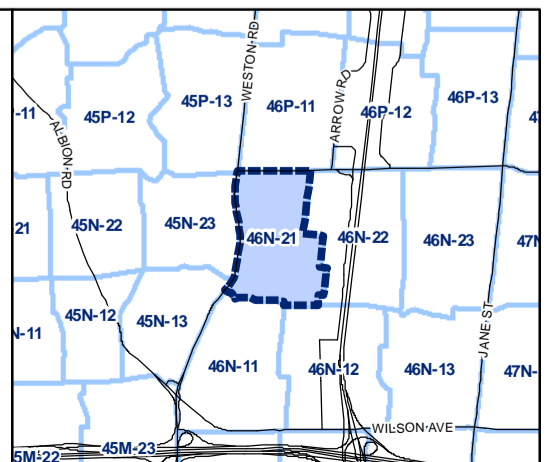 WESTON RD
45P-13
46P-11
ARROW RD
46P-12
46P-13
-11
45P-12
47
ALBION RD
21
45N-22
45N-23
46N-21
46N-22
46N-23
47N
N-11
45N-12
45N-13
JANE ST
46N-11
46N-12
46N-13
47N-
WILSON AVE
5M-22
45M-23